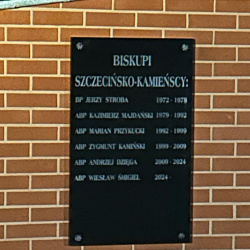 BISKUPI
SZCZECIŃSKO-KAMIEŃSCY:
BP JERZY STROBA 1972 - 1978
ABP KAZIMIERZ MAJDAŃSKI 1979 - 1992
ABP MARIAN PRZYKUCKI 1992 - 1999
ABP ZYGMUNT KAMIŃSKI 1999 - 2009
ABP ANDRZEJ DZIĘGA 2009 - 2024
ABP WIESŁAW ŚMIGIEL 2024 -